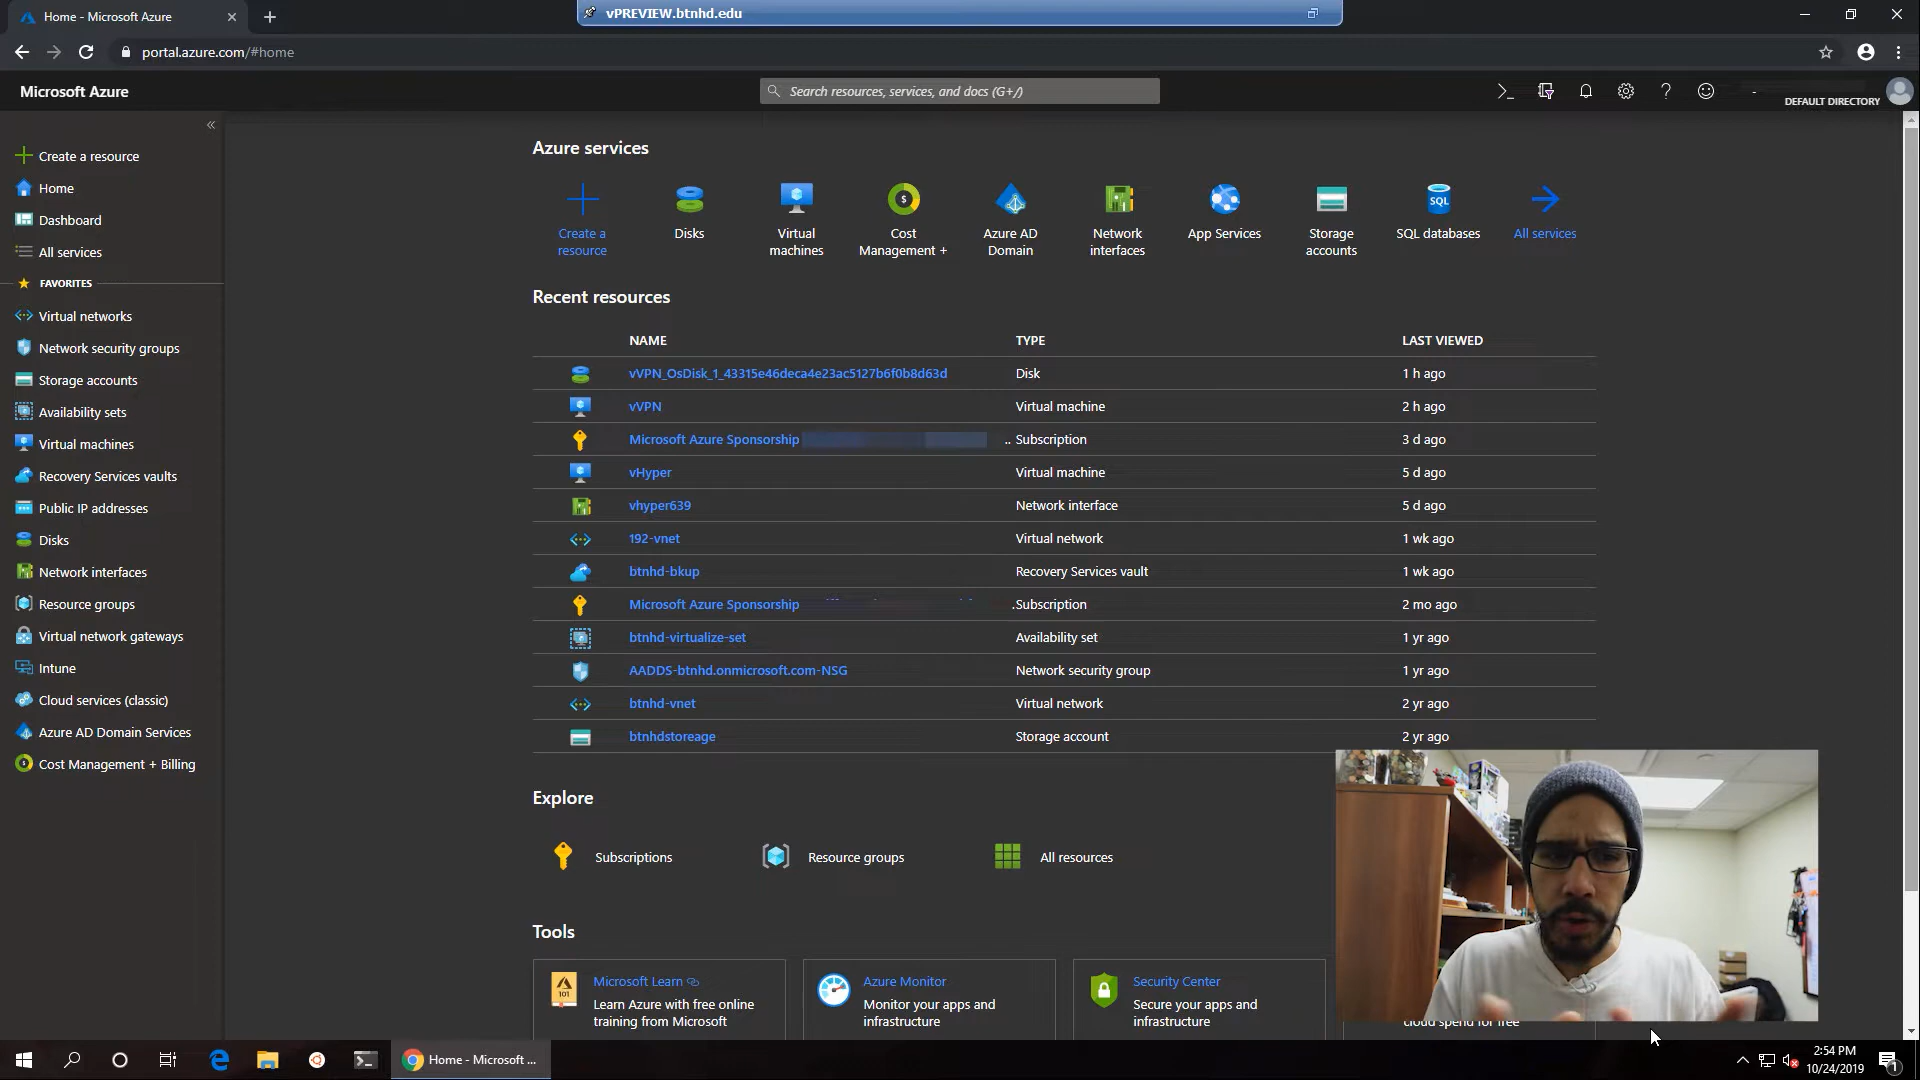 Home - Microsoft Azure
vPREVIEW.btnhd.edu
portal.azure.com/#home
Microsoft Azure
Search resources, services, and docs (G+/)
DEFAULT DIRECTORY
Create a resource
Home
Dashboard
All services
FAVORITES
Virtual networks
Network security groups
Storage accounts
Availability sets
Virtual machines
Recovery Services vaults
Public IP addresses
Disks
Network interfaces
Resource groups
Virtual network gateways
Intune
Cloud services (classic)
Azure AD Domain Services
Cost Management + Billing
Azure services
Create a
resource
Disks
Virtual
machines
Cost
Management +
Azure AD
Domain
Network
interfaces
App Services
Storage
accounts
SQL
SQL databases
All services
Recent resources
NAME TYPE LAST VIEWED
vVPN_OsDisk_1_43315e46deca4e23ac5127b6f0b8d63d Disk 1 h ago
vVPN Virtual machine 2 h ago
Microsoft Azure Sponsorship .. Subscription 3 d ago
vHyper Virtual machine 5 d ago
vhyper639 Network interface 5 d ago
192-vnet Virtual network 1 wk ago
btnhd-bkup Recovery Services vault 1 wk ago
Microsoft Azure Sponsorship .Subscription 2 mo ago
btnhd-virtualize-set Availability set 1 yr ago
AADDS-btnhd.onmicrosoft.com-NSG Network security group 1 yr ago
btnhd-vnet Virtual network 2 yr ago
btnhdstoreage Storage account 2 yr ago
Explore
Subscriptions
Resource groups
All resources
Tools
101
Microsoft Learn
Learn Azure with free online
training from Microsoft
Azure Monitor
Monitor your apps and
infrastructure
Security Center
Secure your apps and
infrastructure
cloud spend for free
Home - Microsoft ...
2:54 PM
10/24/2019
1